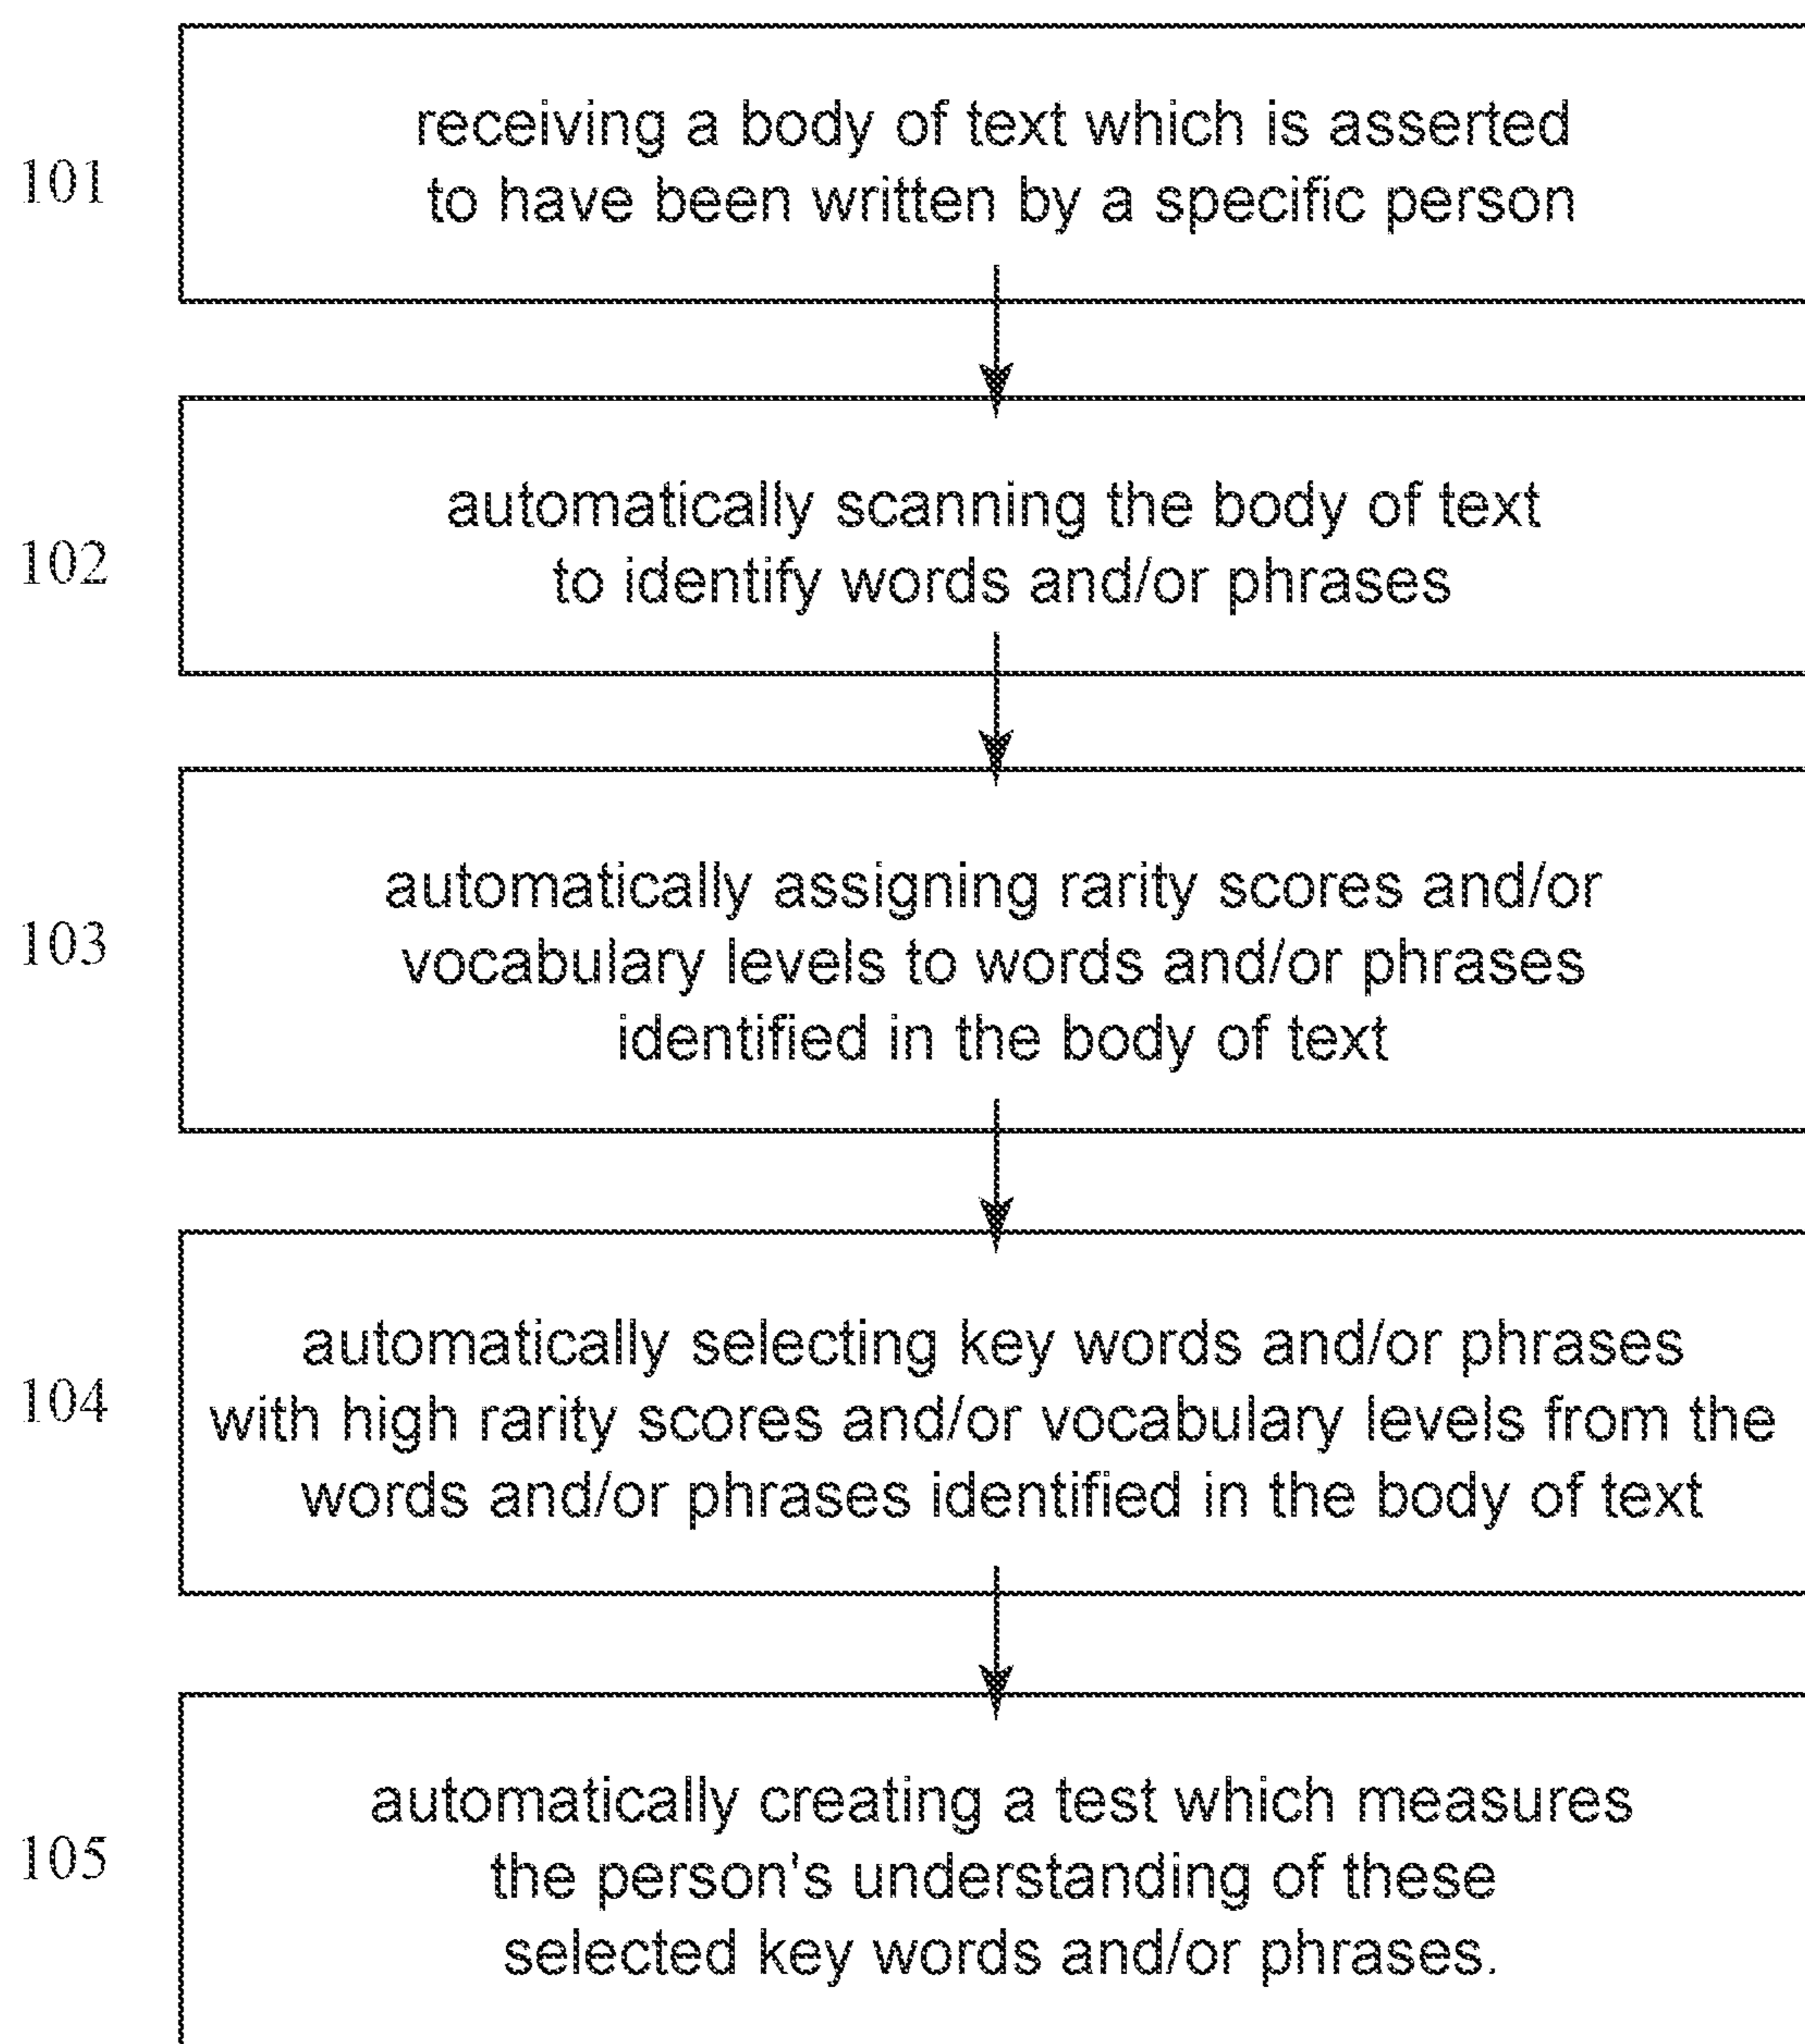 101
receiving a body of text which is asserted
to have been written by a specific person
102
automatically scanning the body of text
to identify words and/or phrases
103
automatically assigning rarity scores and/or
vocabulary levels to words and/or phrases
identified in the body of text
104
automatically selecting key words and/or phrases
with high rarity scores and/or vocabulary levels from the
words and/or phrases identified in the body of text
105
automatically creating a test which measures
the person's understanding of these
selected key words and/or phrases.